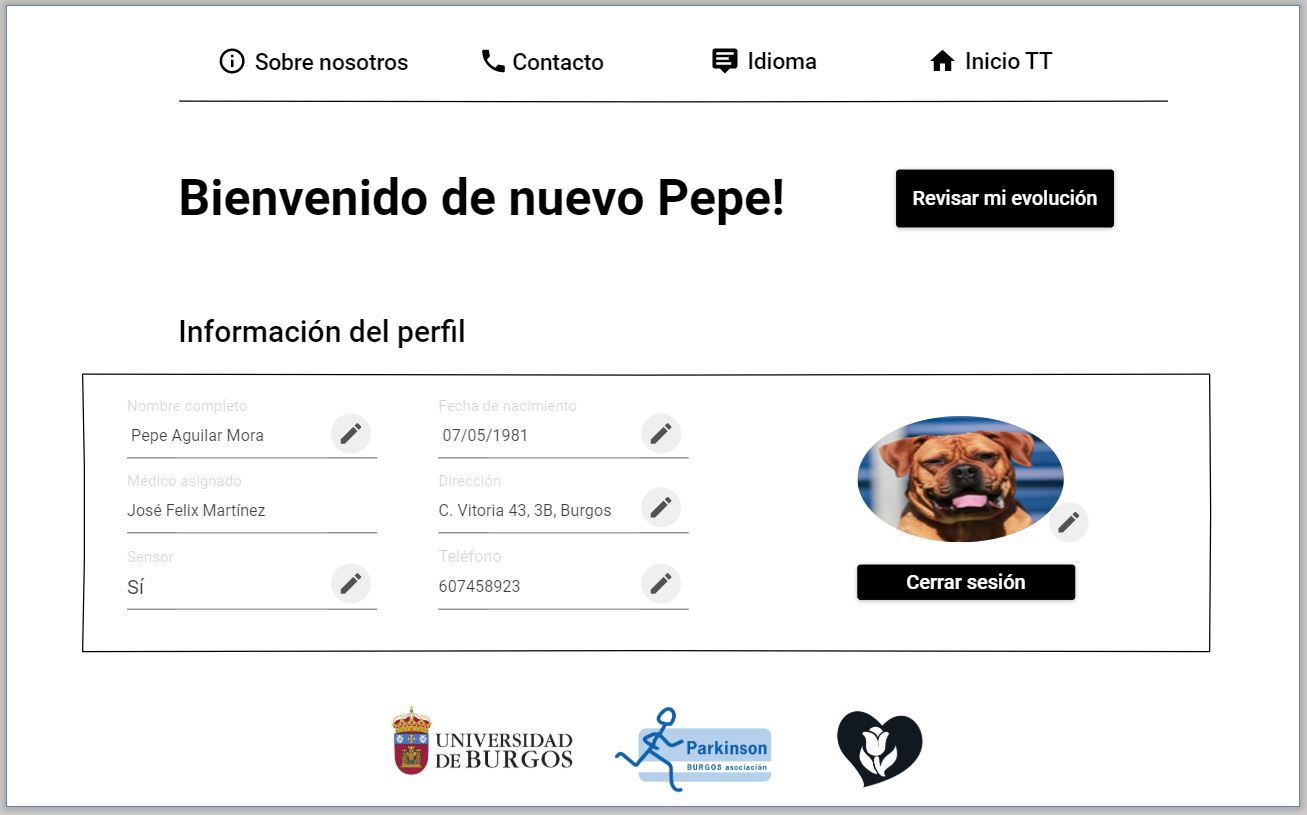 Sobre nosotros
Contacto
Idioma
Inicio TT
Bienvenido de nuevo Pepe!
Revisar mi evolución
Información del perfil
Nombre completo
Pepe Aguilar Mora
Fecha de nacimiento
07/05/1981
Médico asignado
José Felix Martínez
Dirección
C. Vitoria 43, 3B, Burgos
Sensor
Sí
Teléfono
607458923
Cerrar sesión
UNIVERSIDAD
DE BURGOS
Parkinson
BURGOS asociación